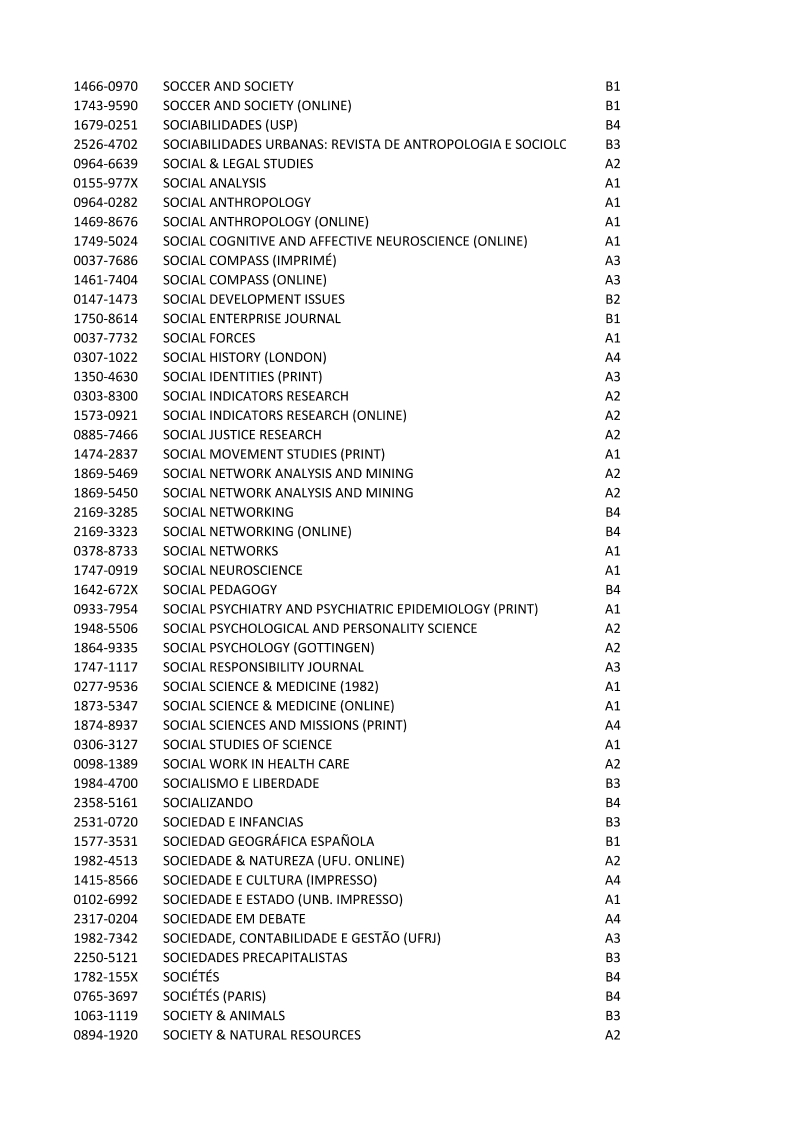 1466-0970 SOCCER AND SOCIETY B1
1743-9590 SOCCER AND SOCIETY (ONLINE) B1
1679-0251 SOCIABILIDADES (USP) B4
2526-4702 SOCIABILIDADES URBANAS: REVISTA DE ANTROPOLOGIA E SOCIOLC B3
0964-6639 SOCIAL & LEGAL STUDIES A2
0155-977X SOCIAL ANALYSIS A1
0964-0282 SOCIAL ANTHROPOLOGY A1
1469-8676 SOCIAL ANTHROPOLOGY (ONLINE) A1
1749-5024 SOCIAL COGNITIVE AND AFFECTIVE NEUROSCIENCE (ONLINE) A1
0037-7686 SOCIAL COMPASS (IMPRIMÉ) A3
1461-7404 SOCIAL COMPASS (ONLINE) A3
0147-1473 SOCIAL DEVELOPMENT ISSUES B2
1750-8614 SOCIAL ENTERPRISE JOURNAL B1
0037-7732 SOCIAL FORCES A1
0307-1022 SOCIAL HISTORY (LONDON) A4
1350-4630 SOCIAL IDENTITIES (PRINT) A3
0303-8300 SOCIAL INDICATORS RESEARCH A2
1573-0921 SOCIAL INDICATORS RESEARCH (ONLINE) A2
0885-7466 SOCIAL JUSTICE RESEARCH A2
1474-2837 SOCIAL MOVEMENT STUDIES (PRINT) A1
1869-5469 SOCIAL NETWORK ANALYSIS AND MINING A2
1869-5450 SOCIAL NETWORK ANALYSIS AND MINING A2
2169-3285 SOCIAL NETWORKING B4
2169-3323 SOCIAL NETWORKING (ONLINE) B4
0378-8733 SOCIAL NETWORKS A1
1747-0919 SOCIAL NEUROSCIENCE A1
1642-672X SOCIAL PEDAGOGY B4
0933-7954 SOCIAL PSYCHIATRY AND PSYCHIATRIC EPIDEMIOLOGY (PRINT) A1
1948-5506 SOCIAL PSYCHOLOGICAL AND PERSONALITY SCIENCE A2
1864-9335 SOCIAL PSYCHOLOGY (GOTTINGEN) A2
1747-1117 SOCIAL RESPONSIBILITY JOURNAL A3
0277-9536 SOCIAL SCIENCE & MEDICINE (1982) A1
1873-5347 SOCIAL SCIENCE & MEDICINE (ONLINE) A1
1874-8937 SOCIAL SCIENCES AND MISSIONS (PRINT) A4
0306-3127 SOCIAL STUDIES OF SCIENCE A1
0098-1389 SOCIAL WORK IN HEALTH CARE A2
1984-4700 SOCIALISMO E LIBERDADE B3
2358-5161 SOCIALIZANDO B4
2531-0720 SOCIEDAD E INFANCIAS B3
1577-3531 SOCIEDAD GEOGRÁFICA ESPAÑOLA B1
1982-4513 SOCIEDADE & NATUREZA (UFU. ONLINE) A2
1415-8566 SOCIEDADE E CULTURA (IMPRESSO) A4
0102-6992 SOCIEDADE E ESTADO (UNB. IMPRESSO) A1
2317-0204 SOCIEDADE EM DEBATE A4
1982-7342 SOCIEDADE, CONTABILIDADE E GESTÃO (UFRJ) A3
2250-5121 SOCIEDADES PRECAPITALISTAS B3
1782-155X SOCIÉTÉS B4
0765-3697 SOCIÉTÉS (PARIS) B4
1063-1119 SOCIETY & ANIMALS B3
0894-1920 SOCIETY & NATURAL RESOURCES A2